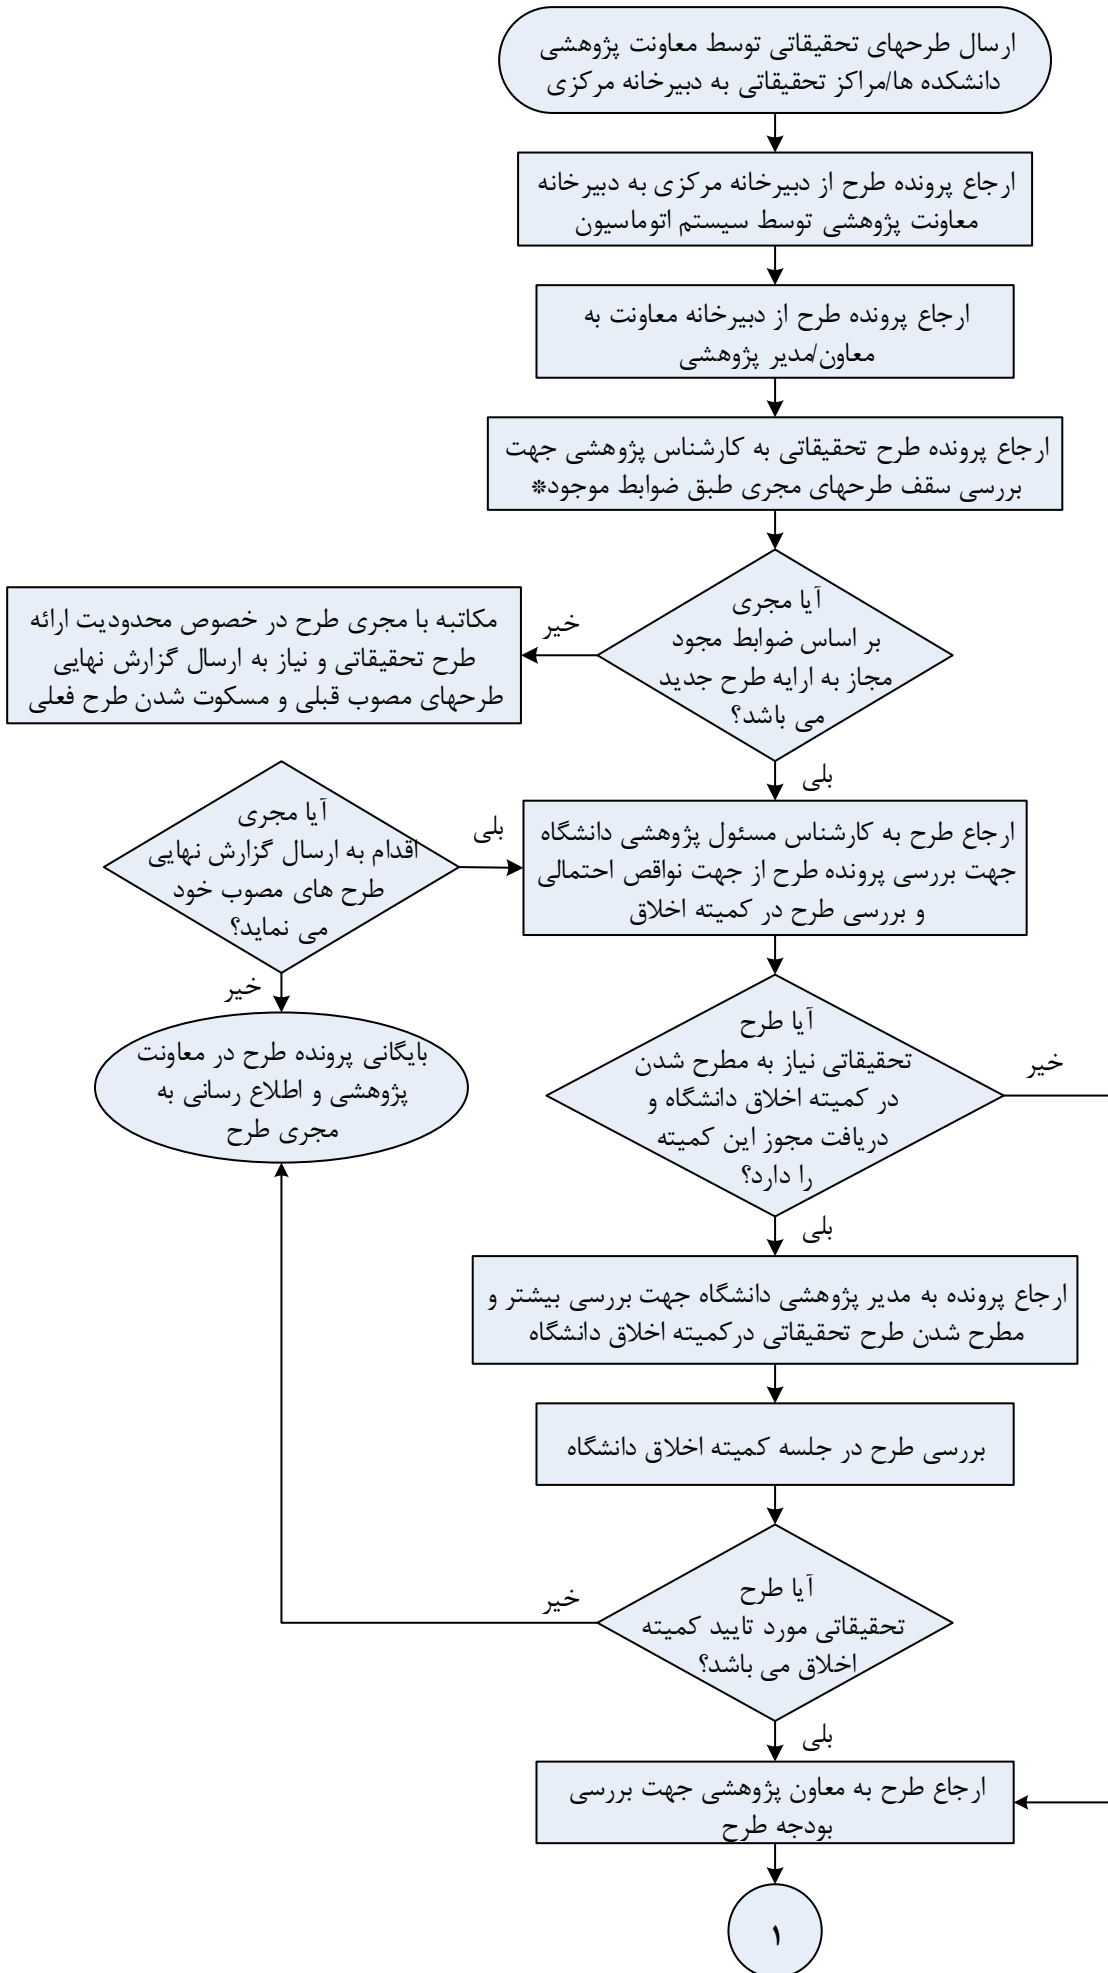 ارسال طرحهای تحقیقاتی توسط معاونت پژوهشی
دانشکده ها/مراکز تحقیقاتی به دبیرخانه مرکزی
ارجاع پرونده طرح از دبیرخانه مرکزی به دبیرخانه
معاونت پژوهشی توسط سیستم اتوماسیون
ارجاع پرونده طرح از دبیرخانه معاونت به
معاون/مدیر پژوهشی
ارجاع پرونده طرح تحقیقاتی به کارشناس پژوهشی جهت
بررسی سقف طرحهای مجری طبق ضوابط موجود*
آیا مجری
بر اساس ضوابط مجود
مجاز به ارایه طرح جدید
می باشد؟
خیر
مکاتبه با مجری طرح در خصوص محدودیت ارائه
طرح تحقیقاتی و نیاز به ارسال گزارش نهایی
طرحهای مصوب قبلی و مسکوت شدن طرح فعلی
بلی
ارجاع طرح به کارشناس مسئول پژوهشی دانشگاه
جهت بررسی پرونده طرح از جهت نواقص احتمالی
و بررسی طرح در کمیته اخلاق
بلی
آیا مجری
اقدام به ارسال گزارش نهایی
طرح های مصوب خود
می نماید؟
خیر
بایگانی پرونده طرح در معاونت
پژوهشی و اطلاع رسانی به
مجری طرح
آیا طرح
تحقیقاتی نیاز به مطرح شدن
در کمیته اخلاق دانشگاه و
دریافت مجوز این کمیته
را دارد؟
خیر
بلی
ارجاع پرونده به مدیر پژوهشی دانشگاه جهت بررسی بیشتر و
مطرح شدن طرح تحقیقاتی درکمیته اخلاق دانشگاه
بررسی طرح در جلسه کمیته اخلاق دانشگاه
آیا طرح
تحقیقاتی مورد تایید کمیته
اخلاق می باشد؟
خیر
بلی
ارجاع طرح به معاون پژوهشی جهت بررسی
بودجه طرح
۱